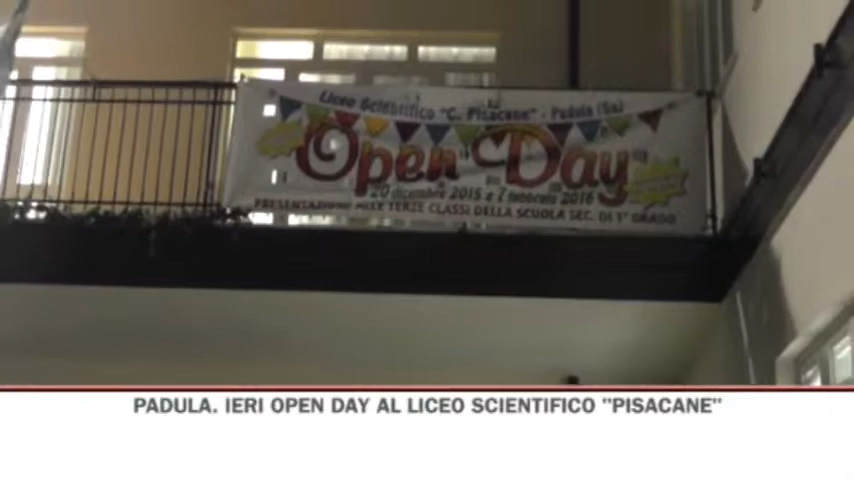 Liceo Scientifico "C. Pisacane" - Padula (Sa)
Open Day
20 dicembre 2015 e 7 febbraio 2016
PRESENTAZIONE ALLE TERZE CLASSI DELLA SCUOLA SEC. DI 1° GRADO
PADULA. IERI OPEN DAY AL LICEO SCIENTIFICO "PISACANE"